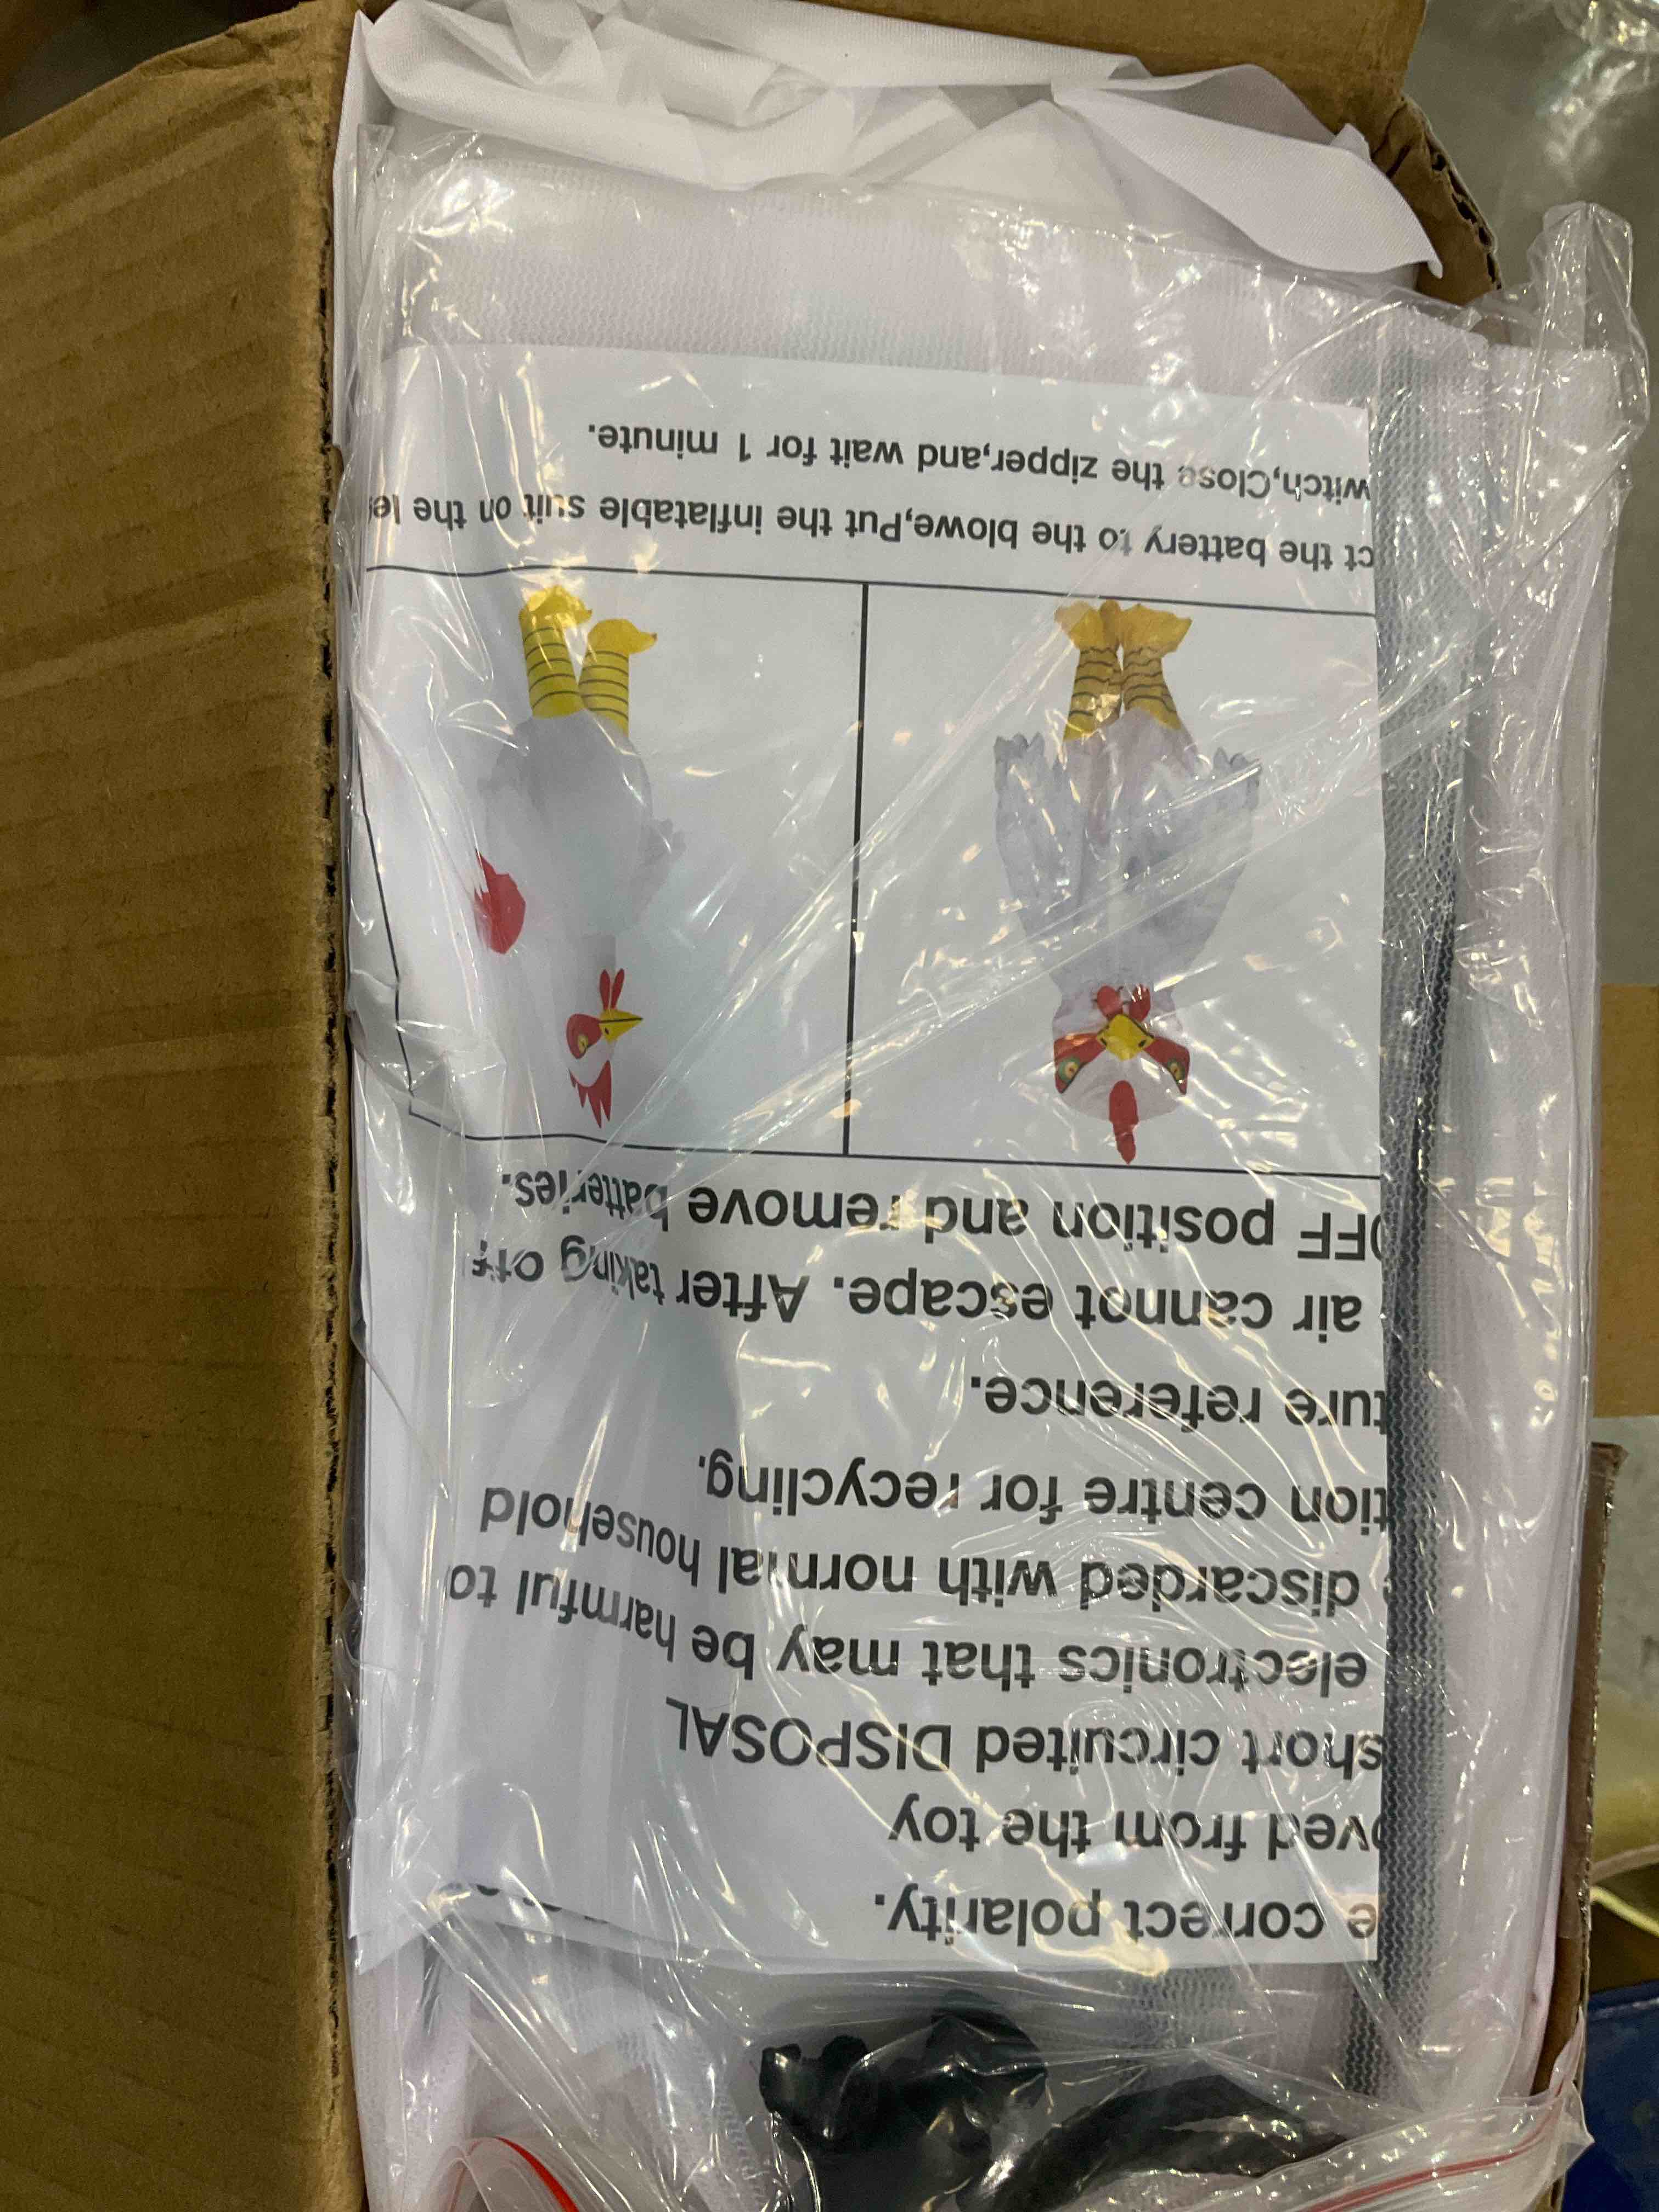 e correct polarity.
oved from the toy
short circuited DISPOSAL
electronics that may be harmful to
e discarded with normal household
tion centre for recycling.
ture reference.
air cannot escape. After taking off
OFF position and remove batteries.
ct the battery to the blowe,Put the inflatable suit on the le
witch,Close the zipper,and wait for 1 minute.